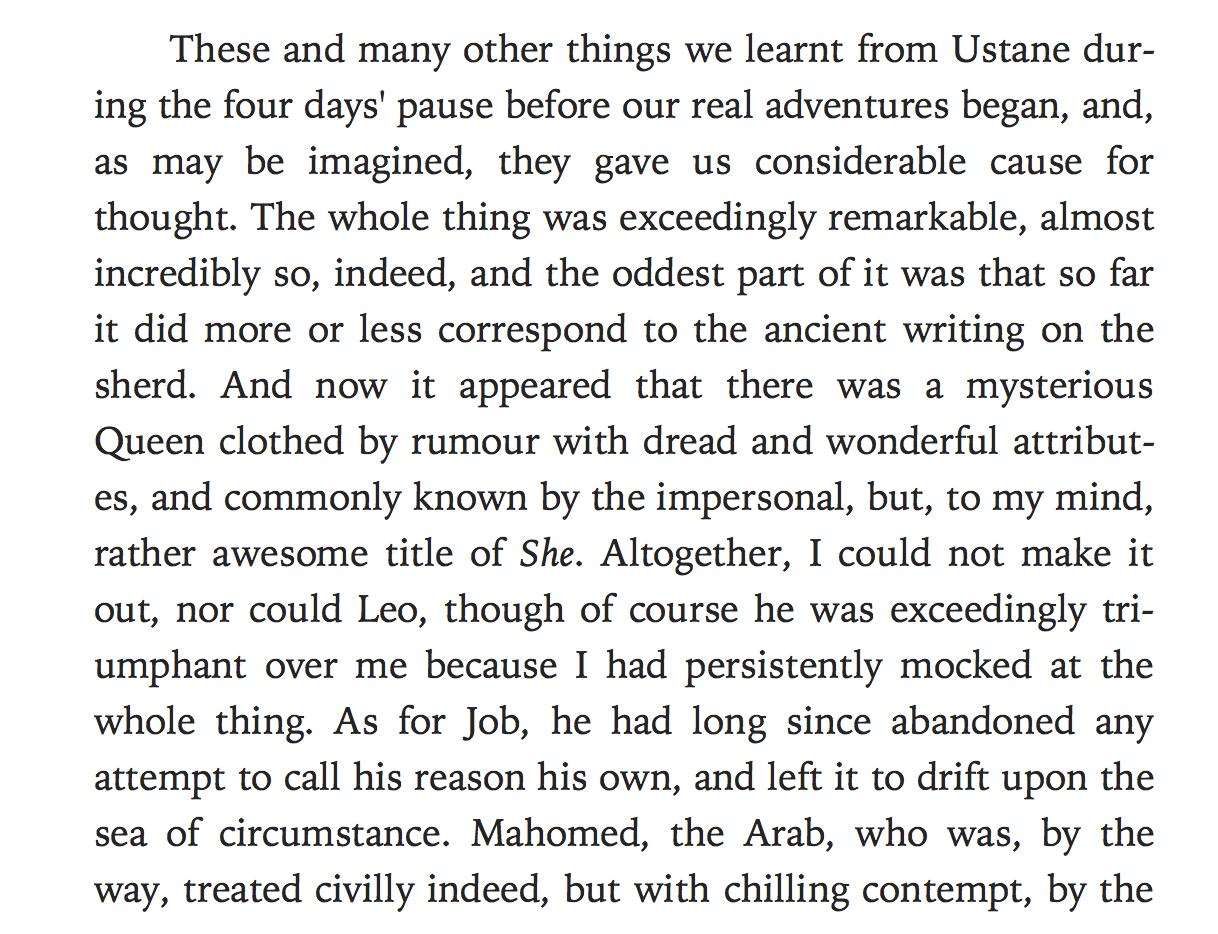 These and many other things we learnt from Ustane dur-
ing the four days' pause before our real adventures began, and,
as may be imagined, they gave us considerable cause for
thought. The whole thing was exceedingly remarkable, almost
incredibly so, indeed, and the oddest part of it was that so far
it did more or less correspond to the ancient writing on the
sherd. And now it appeared that there was a mysterious
Queen clothed by rumour with dread and wonderful attribut-
es, and commonly known by the impersonal, but, to my mind,
rather awesome title of She. Altogether, I could not make it
out, nor could Leo, though of course he was exceedingly tri-
umphant over me because I had persistently mocked at the
whole thing. As for Job, he had long since abandoned any
attempt to call his reason his own, and left it to drift upon the
sea of circumstance. Mahomed, the Arab, who was, by the
way, treated civilly indeed, but with chilling contempt, by the